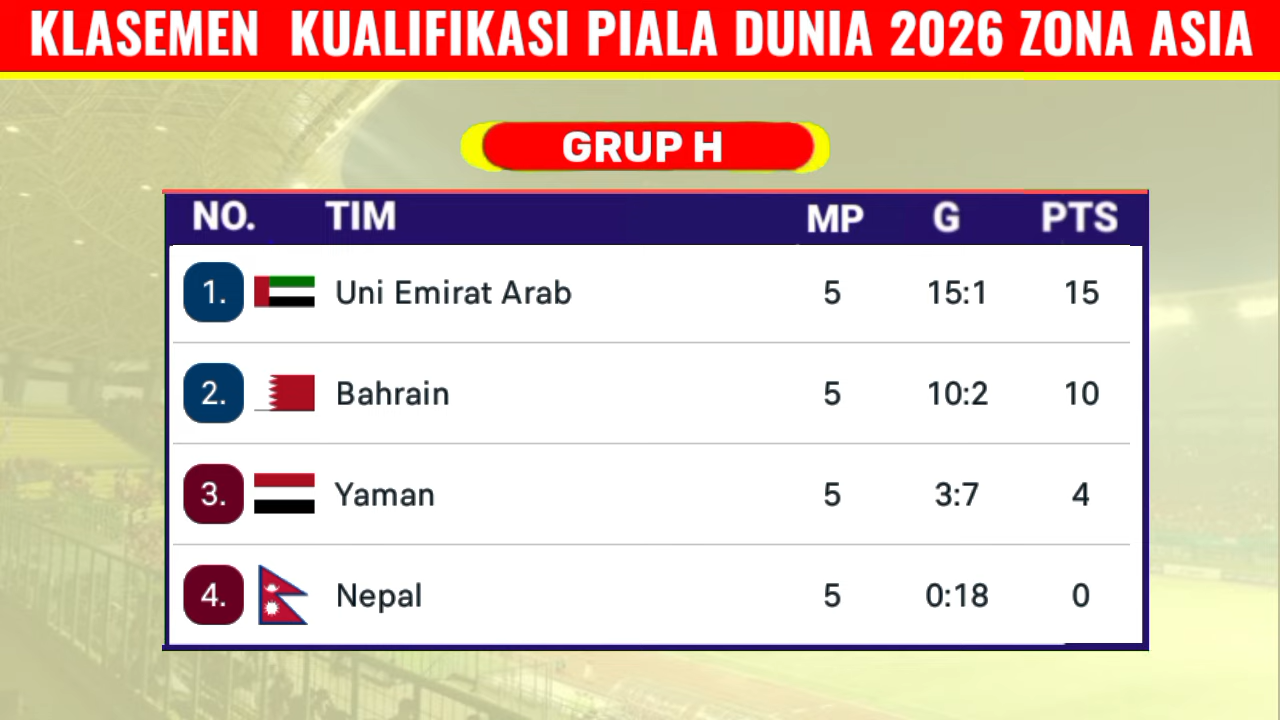 KLASEMEN KUALIFIKASI PIALA DUNIA 2026 ZONA ASIA
GRUP H
NO. TIM MP G PTS
1. Uni Emirat Arab 5 15:1 15
2. Bahrain 5 10:2 10
3. Yaman 5 3:7 4
4. Nepal 5 0:18 0